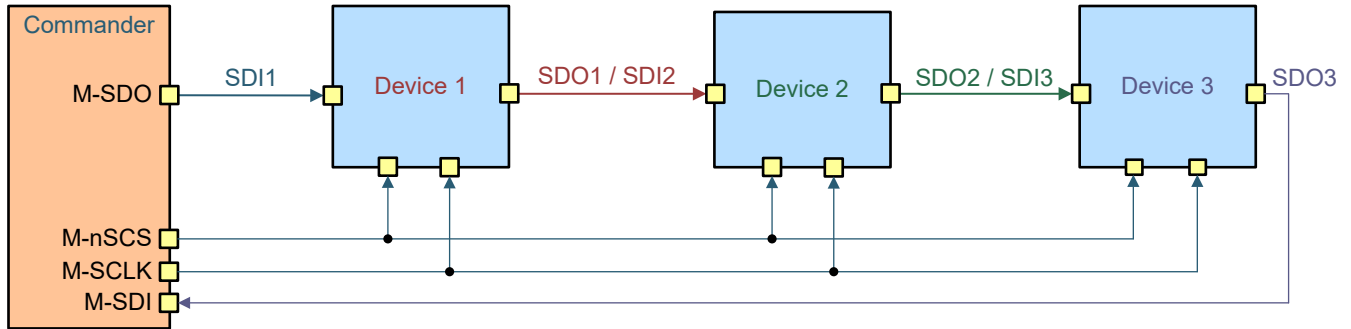 Commander
M-SDO
SDI1
Device 1
SDO1 / SDI2
Device 2
SDO2 / SDI3
Device 3
SDO3
M-nSCS
M-SCLK
M-SDI